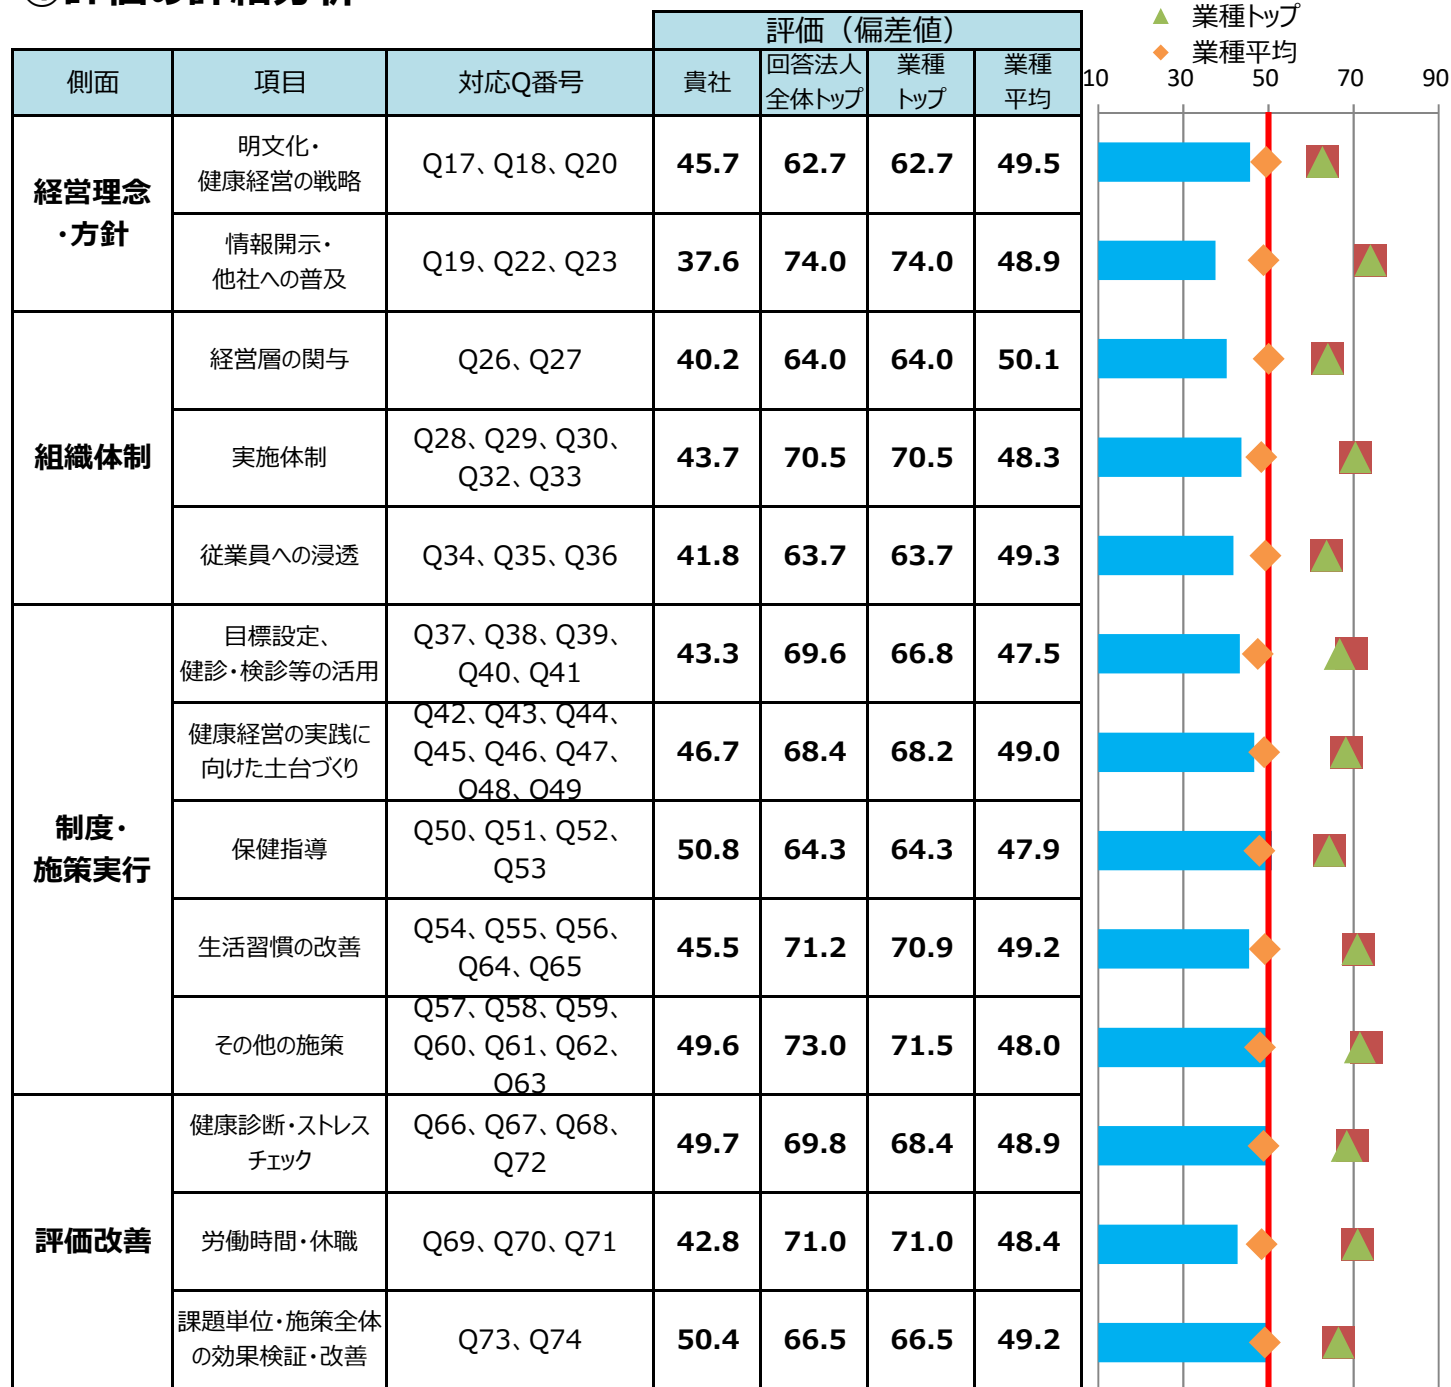 評価の詳細分析
▲ 業種トップ
◆ 業種平均
評価（偏差値）
側面 項目 対応Q番号 貴社 回答法人 業種 業種
全体トップ トップ 平均
10 30 50 70 90
経営理念
・方針
明文化・
健康経営の戦略
Q17、Q18、Q20 45.7 62.7 62.7 49.5
情報開示・
他社への普及
Q19、Q22、Q23 37.6 74.0 74.0 48.9
組織体制
経営層の関与 Q26、Q27 40.2 64.0 64.0 50.1
実施体制
Q28、Q29、Q30、
Q32、Q33
43.7 70.5 70.5 48.3
従業員への浸透 Q34、Q35、Q36 41.8 63.7 63.7 49.3
制度・
施策実行
目標設定、
健診・検診等の活用
Q37、Q38、Q39、
Q40、Q41
43.3 69.6 66.8 47.5
健康経営の実践に
向けた土台づくり
Q42、Q43、Q44、
Q45、Q46、Q47、
Q48、Q49
46.7 68.4 68.2 49.0
保健指導
Q50、Q51、Q52、
Q53
50.8 64.3 64.3 47.9
生活習慣の改善
Q54、Q55、Q56、
Q64、Q65
45.5 71.2 70.9 49.2
その他の施策
Q57、Q58、Q59、
Q60、Q61、Q62、
Q63
49.6 73.0 71.5 48.0
評価改善
健康診断・ストレス
チェック
Q66、Q67、Q68、
Q72
49.7 69.8 68.4 48.9
労働時間・休職 Q69、Q70、Q71 42.8 71.0 71.0 48.4
課題単位・施策全体
の効果検証・改善
Q73、Q74 50.4 66.5 66.5 49.2